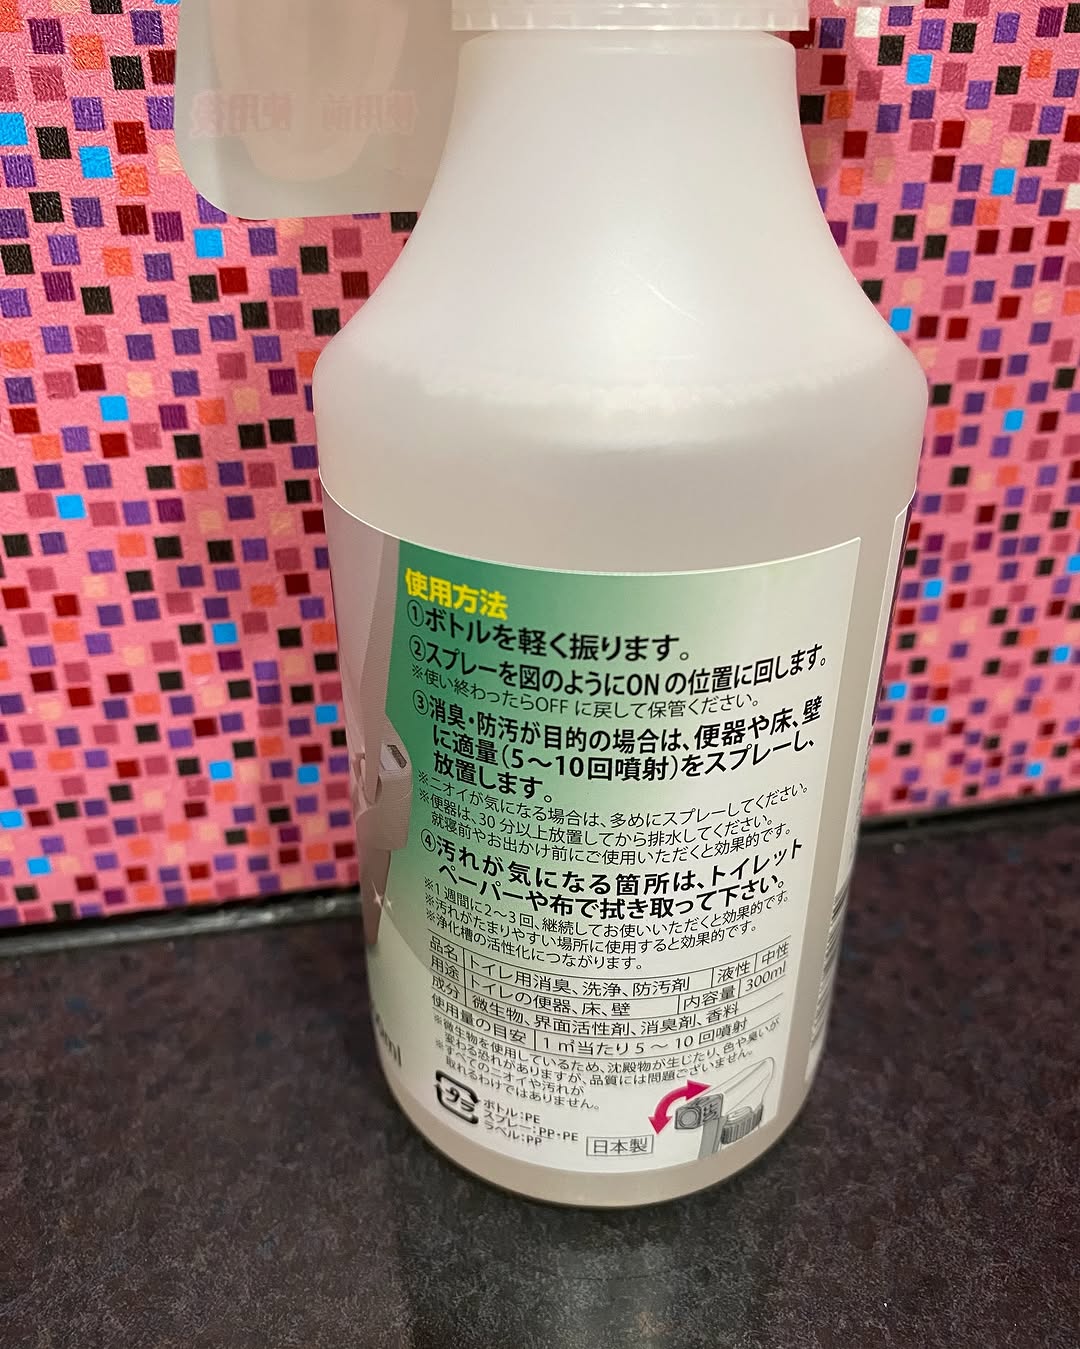 使用前 使用後
使用方法
①ボトルを軽く振ります。
②スプレーを図のようにONの位置に回します。
※使い終わったらOFFに戻して保管ください。
③消臭・防汚が目的の場合は、便器や床、壁
に適量(5〜10回噴射)をスプレーし、
放置します。
※ニオイが気になる場合は、多めにスプレーしてください。
※便器は、30分以上放置してから排水してください。
就寝前やお出かけ前にご使用いただくと効果的です。
④汚れが気になる箇所は、トイレット
ペーパーや布で拭き取って下さい。
※1週間に2〜3回、継続してお使いいただくと効果的です。
※汚れがたまりやすい場所に使用すると効果的です。
※浄化槽の活性化につながります。
品名 トイレ用消臭、洗浄、防汚剤 液性 中性
用途 トイレの便器、床、壁 内容量 300ml
成分 微生物、界面活性剤、消臭剤、香料
使用量の目安 1㎡当たり5〜10回噴射
※微生物を使用しているため、沈殿物が生じたり、色や臭いが
変わる恐れがありますが、品質には問題ございません。
※すべてのニオイや汚れが
取れるわけではありません。
プラ
ボトル:PE
スプレー:PP・PE
ラベル:PP
日本製